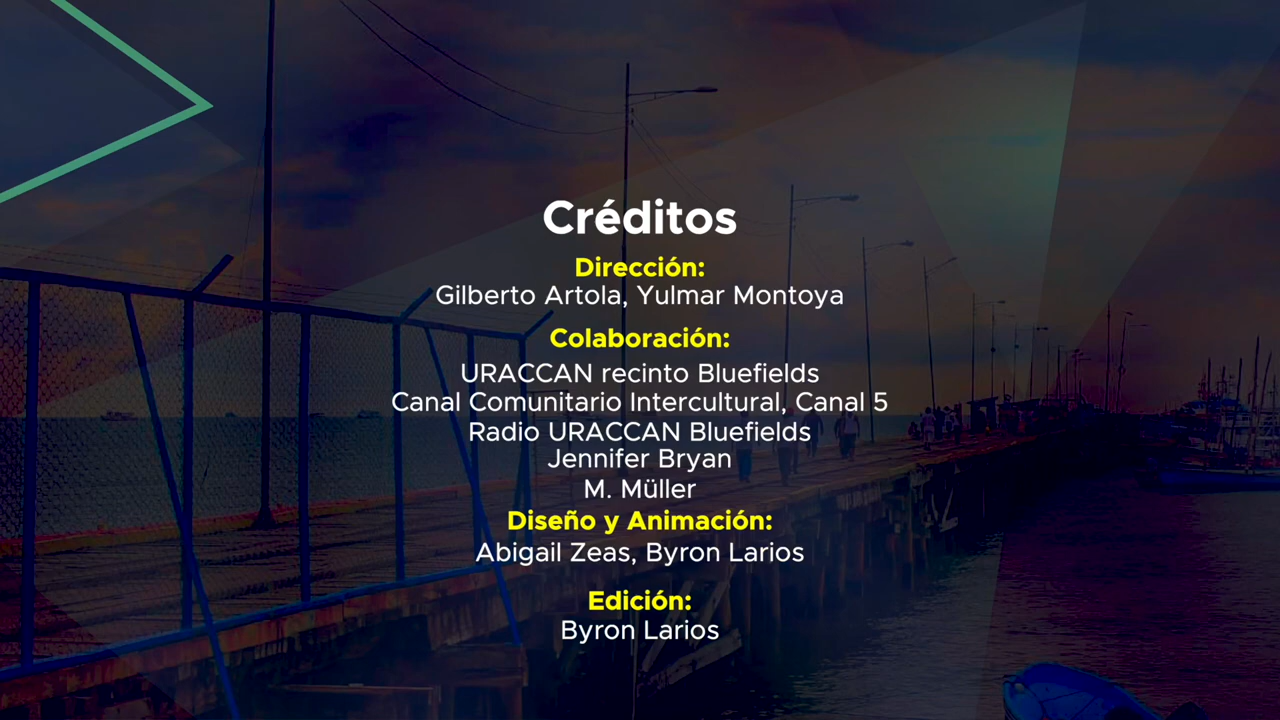 Créditos
Dirección:
Gilberto Artola, Yulmar Montoya
Colaboración:
URACCAN recinto Bluefields
Canal Comunitario Intercultural, Canal 5
Radio URACCAN Bluefields
Jennifer Bryan
M. Müller
Diseño y Animación:
Abigail Zeas, Byron Larios
Edición:
Byron Larios